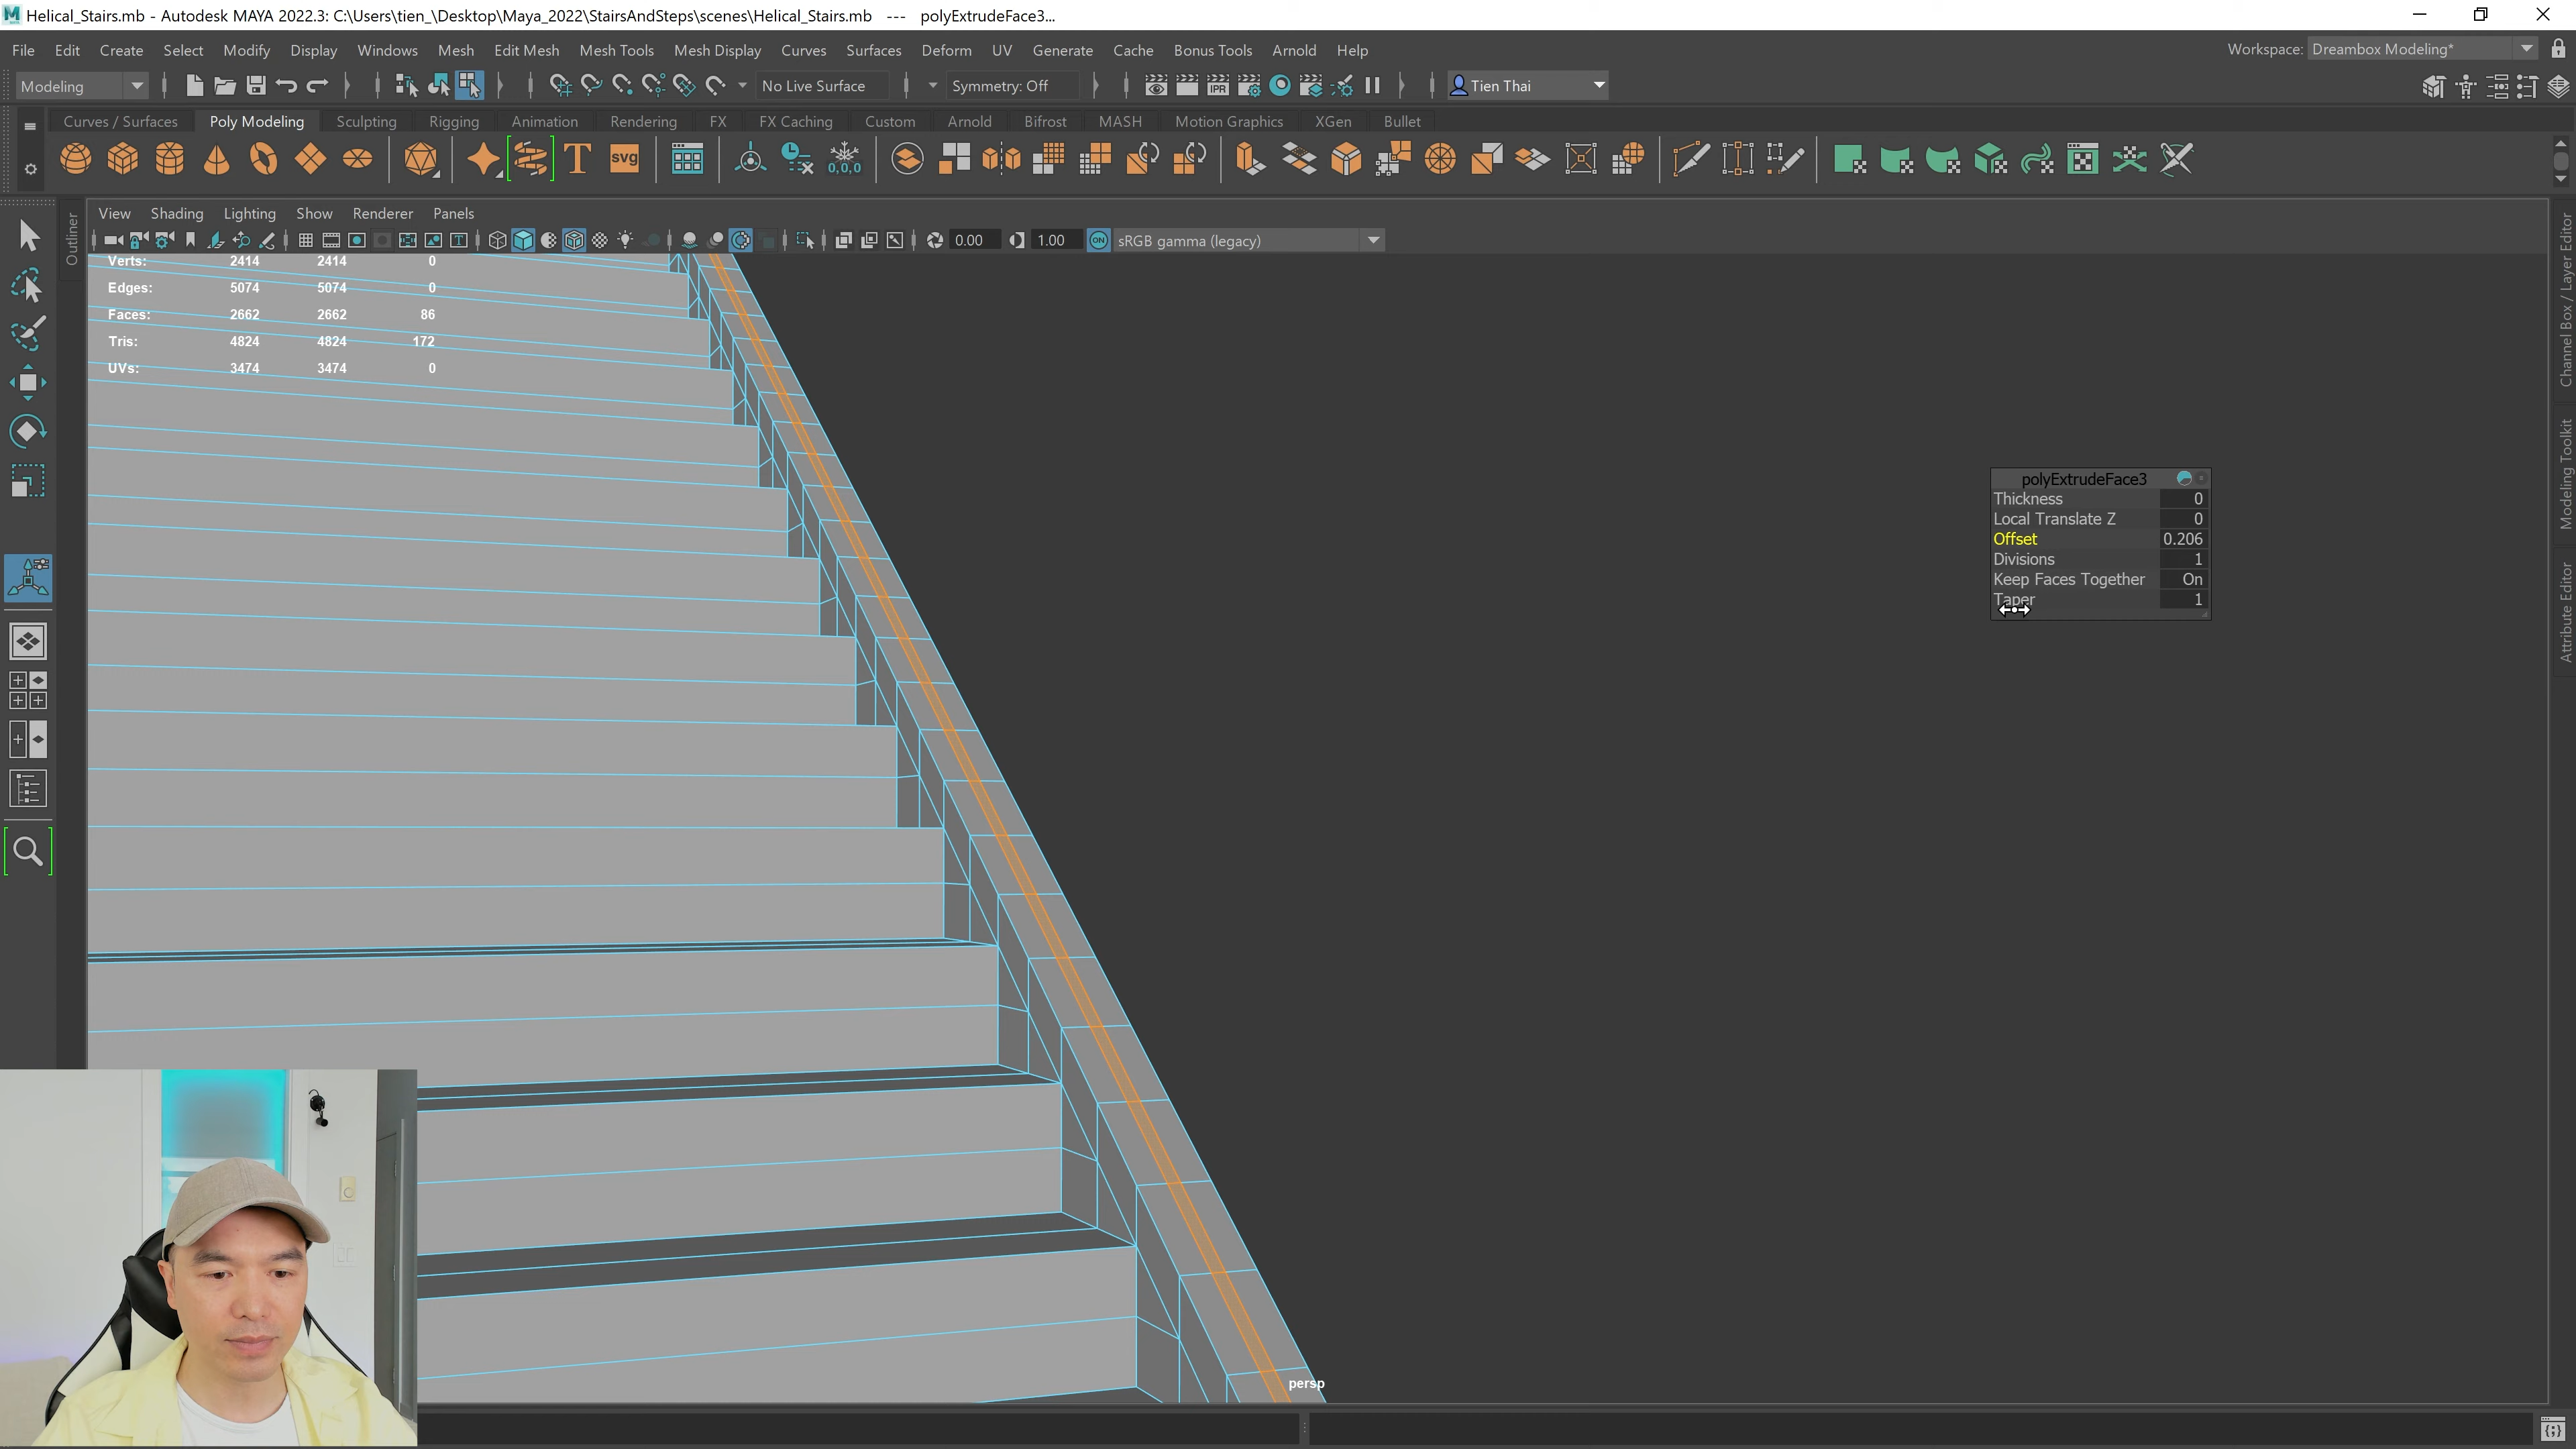 Helical_Stairs.mb - Autodesk MAYA 2022.3: C:\Users\tien_\Desktop\Maya_2022\StairsAndSteps\scenes\Helical_Stairs.mb --- polyExtrudeFace3...
File Edit Create Select Modify Display Windows Mesh Edit Mesh Mesh Tools Mesh Display Curves Surfaces Deform UV Generate Cache Bonus Tools Arnold Help
Workspace: Dreambox Modeling*
Modeling
No Live Surface
Symmetry: Off
IPR
Tien Thai
Curves / Surfaces Poly Modeling Sculpting Rigging Animation Rendering FX FX Caching Custom Arnold Bifrost MASH Motion Graphics XGen Bullet
T
svg
0,0,0
View Shading Lighting Show Renderer Panels
0.00 1.00 ON sRGB gamma (legacy)
Outliner
Verts: 2414 2414 0
Edges: 5074 5074 0
Faces: 2662 2662 86
Tris: 4824 4824 172
UVs: 3474 3474 0
polyExtrudeFace3
Thickness 0
Local Translate Z 0
Offset 0.206
Divisions 1
Keep Faces Together On
Taper 1
Channel Box / Layer Editor
Modeling Toolkit
Attribute Editor
persp